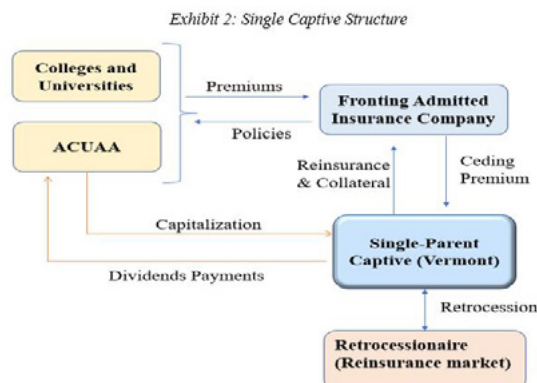 Exhibit 2: Single Captive Structure
Colleges and
Universities
Premiums
Fronting Admitted
Insurance Company
Policies
ACUAA
Reinsurance
& Collateral
Ceding
Premium
Capitalization
Single-Parent
Captive (Vermont)
Dividends Payments
Retrocession
Retrocessionaire
(Reinsurance market)